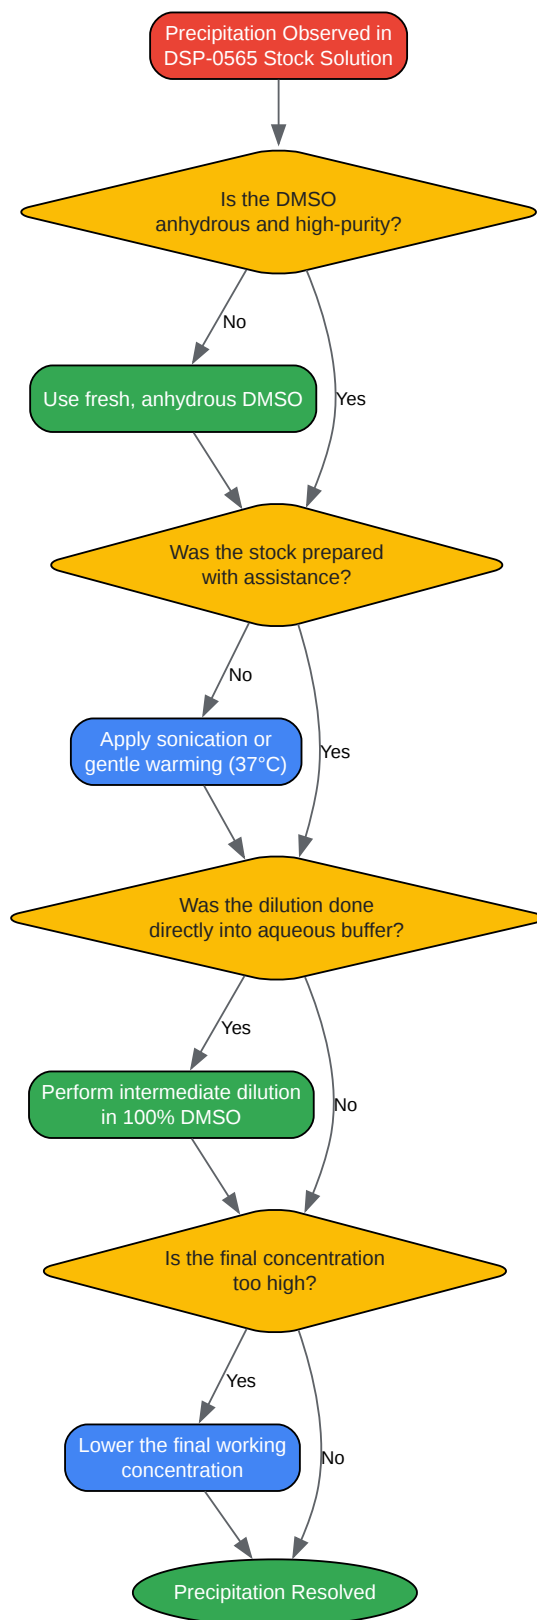 Precipitation Observed in
DSP-0565 Stock Solution
Is the DMSO
anhydrous and high-purity?
No
Yes
Use fresh, anhydrous DMSO
Was the stock prepared
with assistance?
No
Yes
Apply sonication or
gentle warming (37°C)
Was the dilution done
directly into aqueous buffer?
Yes
No
Perform intermediate dilution
in 100% DMSO
Is the final concentration
too high?
Yes
No
Lower the final working
concentration
Precipitation Resolved